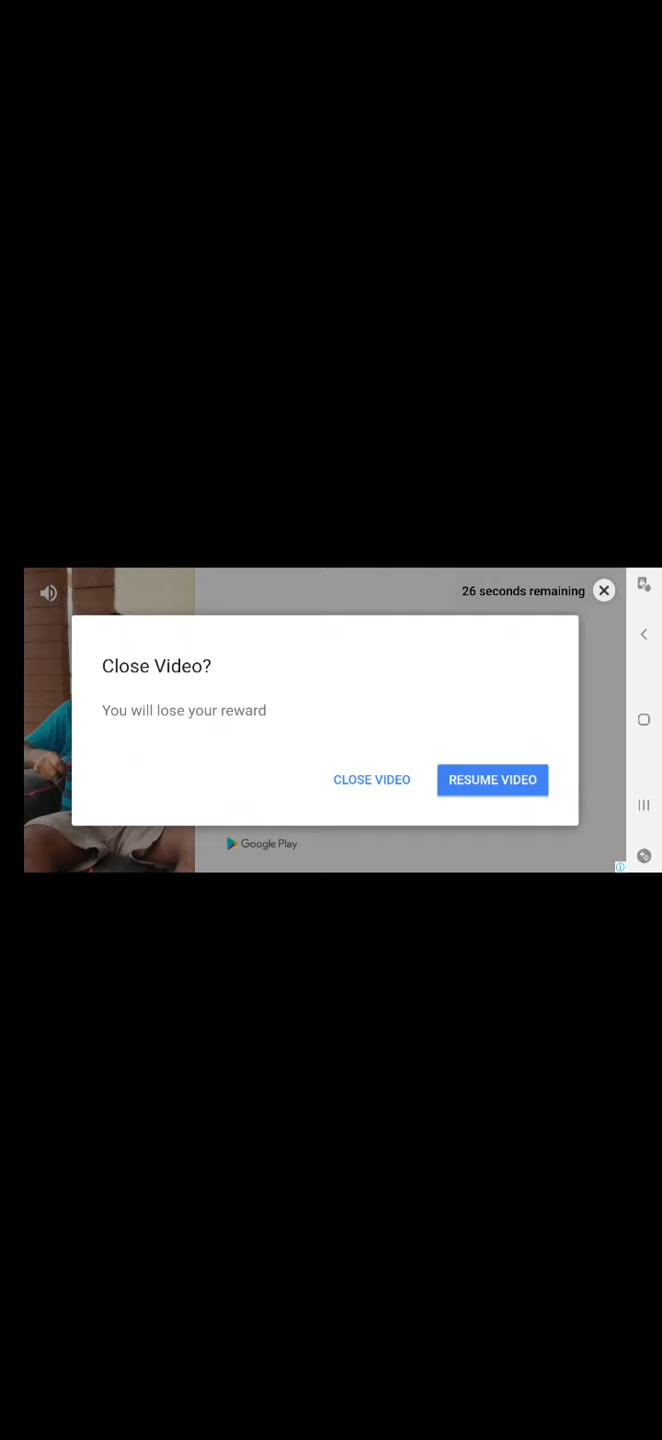 26 seconds remaining
Close Video?
You will lose your reward
CLOSE VIDEO
RESUME VIDEO
Google Play